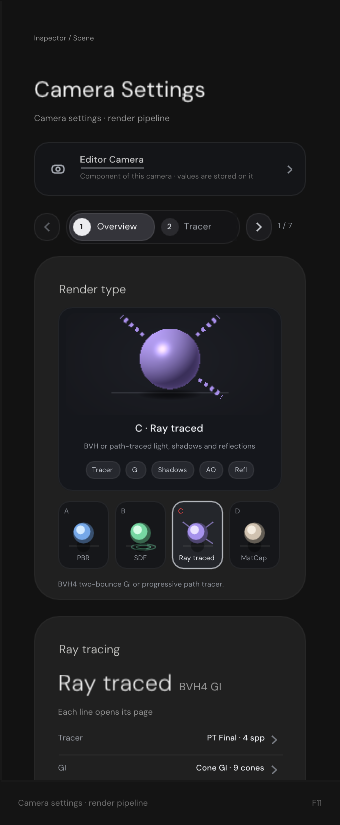 Inspector / Scene
Camera Settings
Camera settings · render pipeline
Editor Camera
Component of this camera · values are stored on it
1 Overview 2 Tracer 1 / 7
Render type
C · Ray traced
BVH or path-traced light, shadows and reflections
Tracer GI Shadows AO Refl
A B C D
PBR SDF Ray traced MatCap
BVH4 two-bounce GI or progressive path tracer.
Ray tracing
Ray traced BVH4 GI
Each line opens its page
Tracer PT Final · 4 spp
GI Cone GI · 9 cones
Camera settings · render pipeline F11